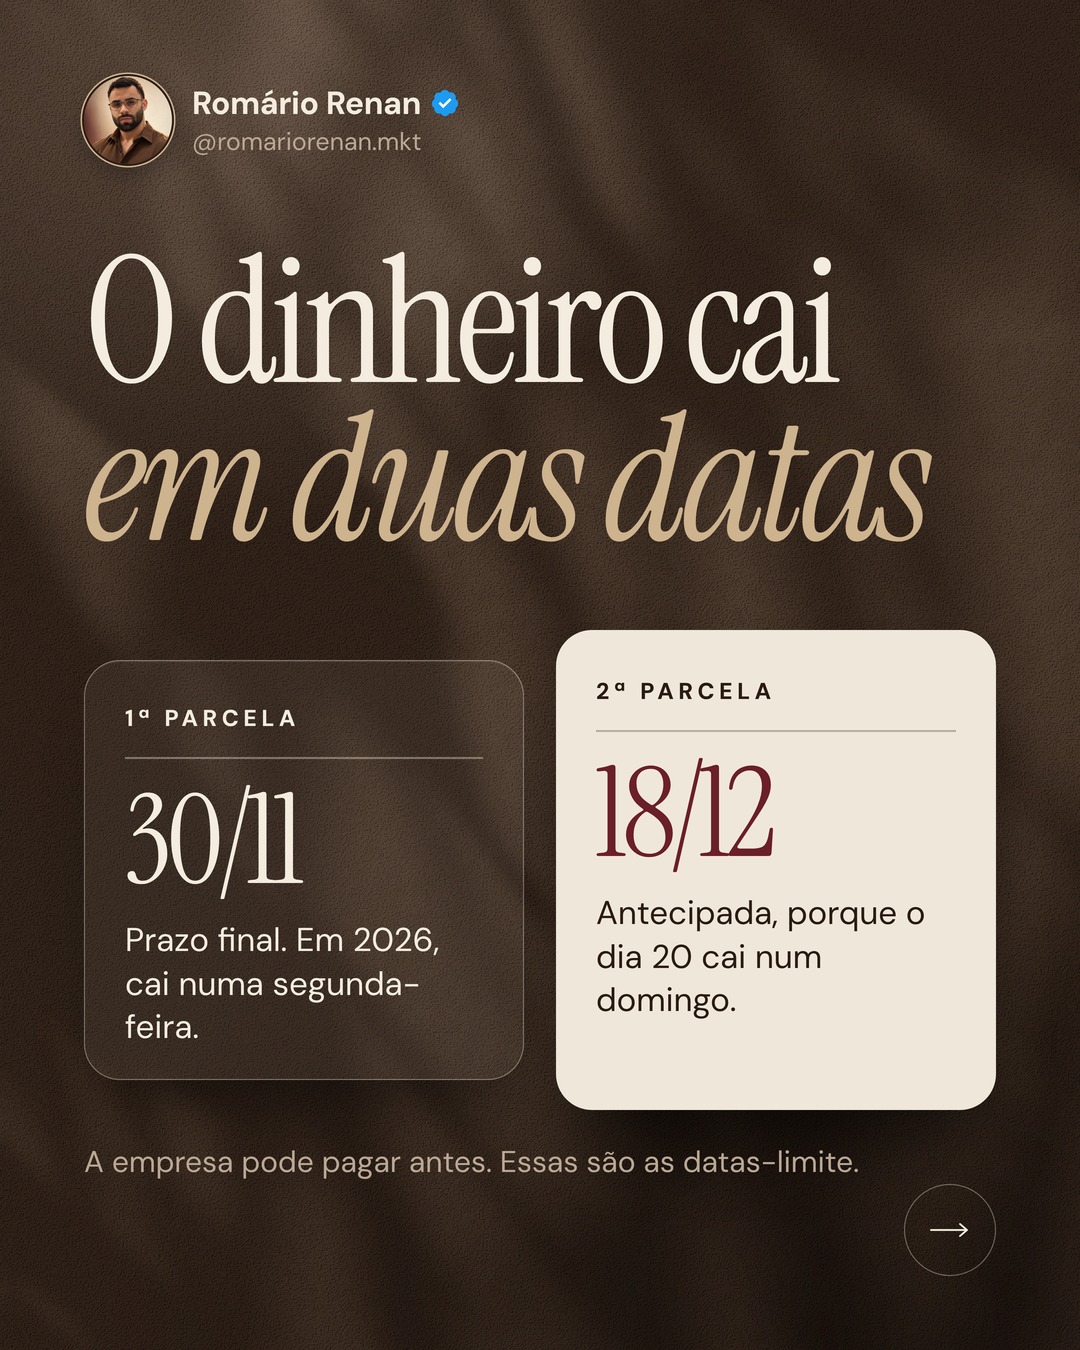 Romário Renan
@romariorenan.mkt
O dinheiro cai
em duas datas
1ª PARCELA
30/11
Prazo final. Em 2026,
cai numa segunda-
feira.
2ª PARCELA
18/12
Antecipada, porque o
dia 20 cai num
domingo.
A empresa pode pagar antes. Essas são as datas-limite.